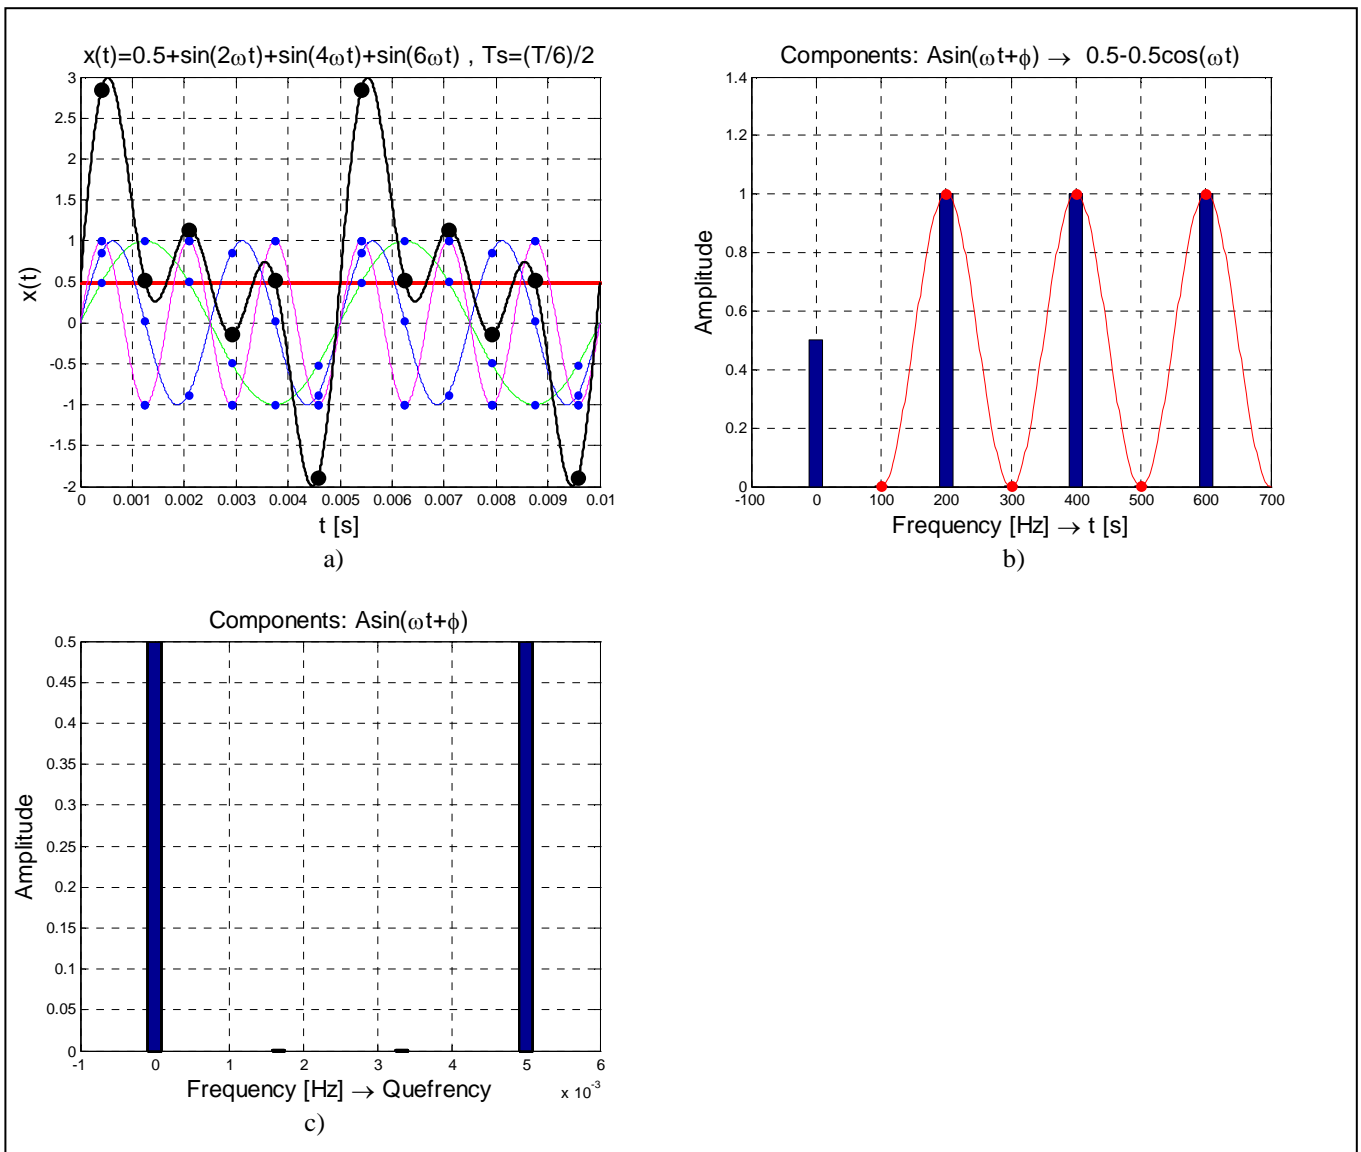 x(t)=0.5+sin(2ωt)+sin(4ωt)+sin(6ωt) , Ts=(T/6)/2
3
2.5
2
1.5
1
0.5
0
-0.5
-1
-1.5
-2
x(t)
0 0.001 0.002 0.003 0.004 0.005 0.006 0.007 0.008 0.009 0.01
t [s]
a)
Components: Asin(ωt+ϕ) → 0.5-0.5cos(ωt)
1.4
1.2
1
0.8
0.6
0.4
0.2
0
Amplitude
-100 0 100 200 300 400 500 600 700
Frequency [Hz] → t [s]
b)
Components: Asin(ωt+ϕ)
0.5
0.45
0.4
0.35
0.3
0.25
0.2
0.15
0.1
0.05
0
Amplitude
-1 0 1 2 3 4 5 6
Frequency [Hz] → Quefrency
x 10⁻³
c)